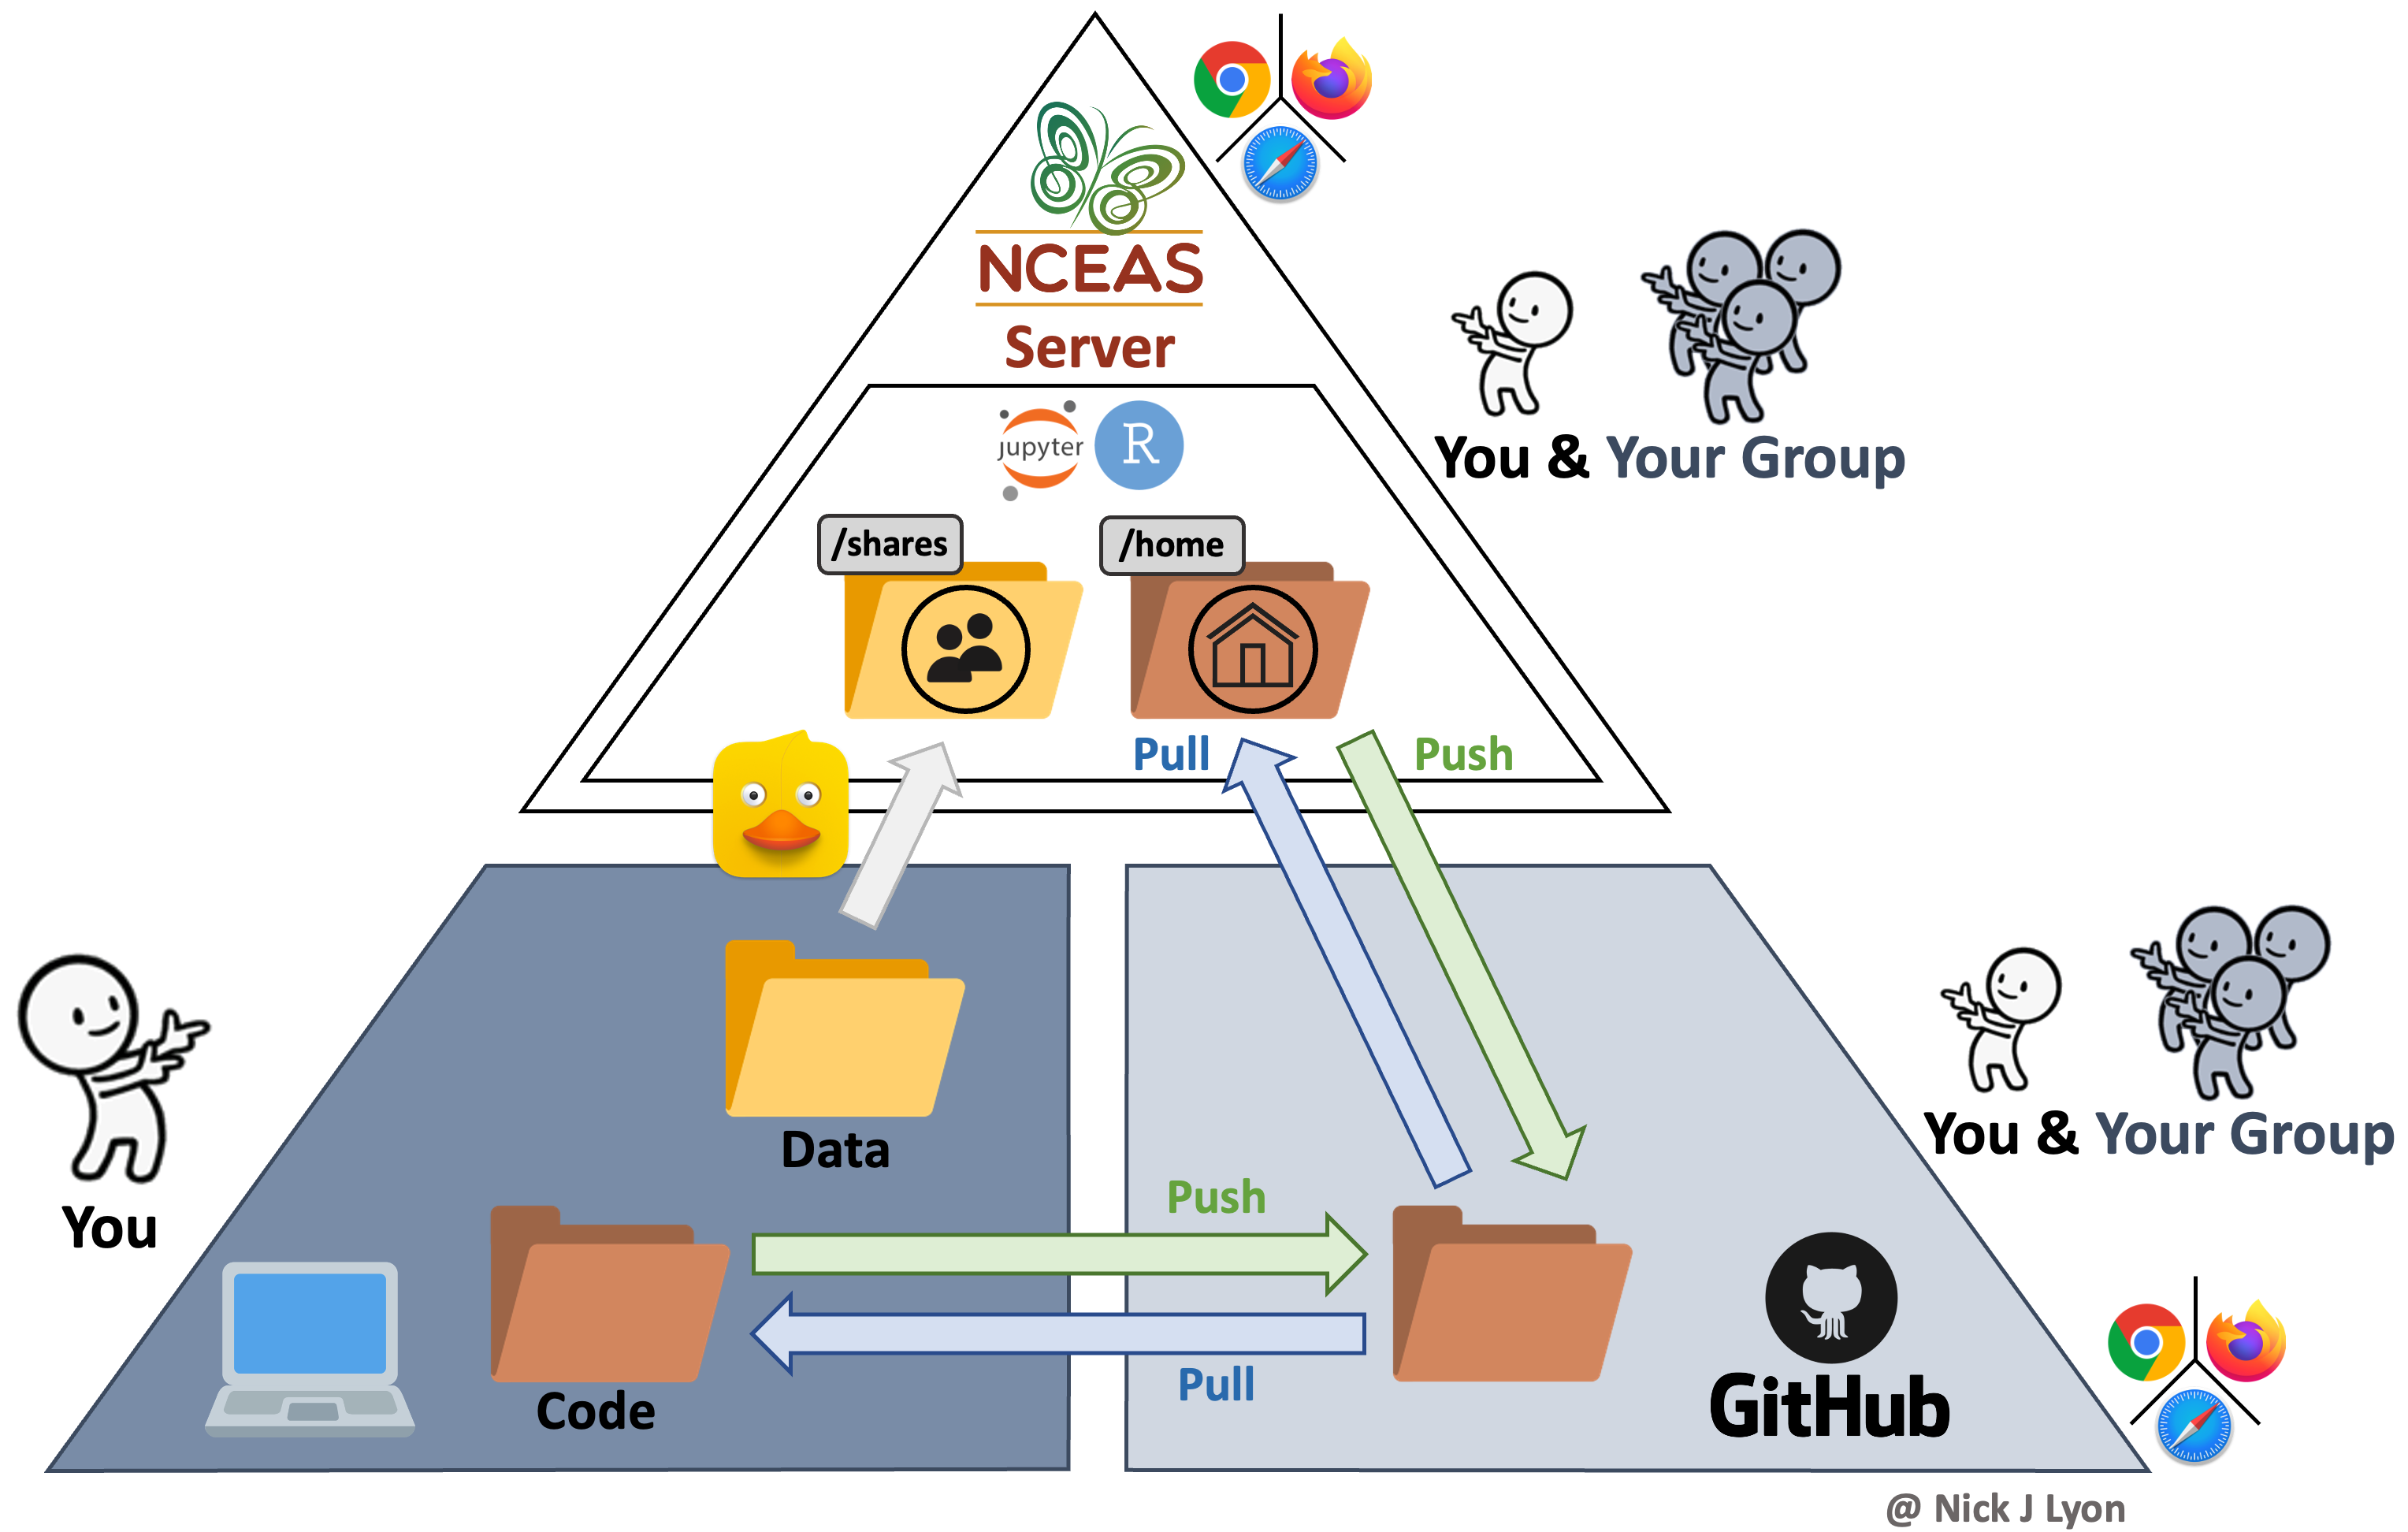 NCEAS
Server
jupyter
R
/shares
/home
You & Your Group
Pull
Push
Data
You & Your Group
You
Push
Pull
Code
GitHub
@ Nick J Lyon